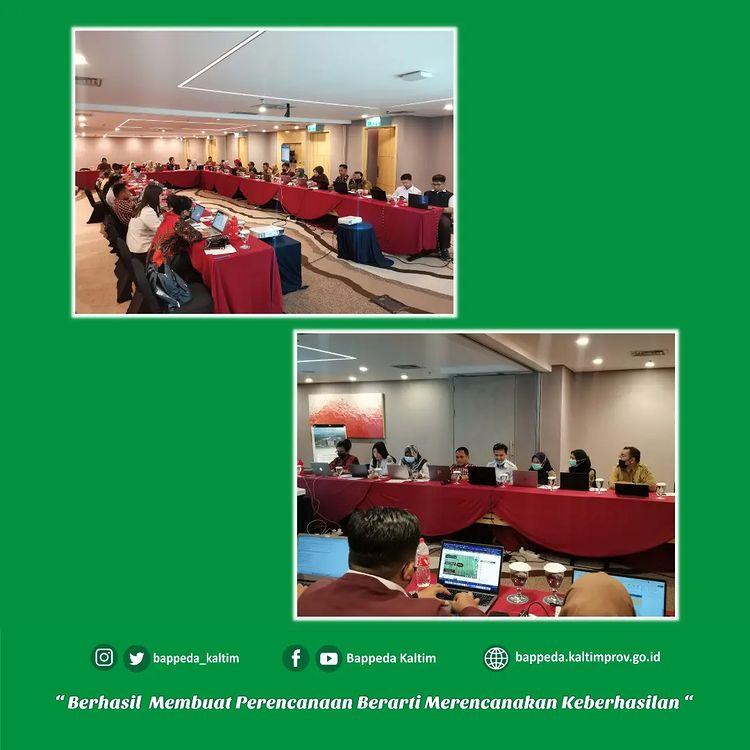 bappeda_kaltim
Bappeda Kaltim
bappeda.kaltimprov.go.id
“ Berhasil Membuat Perencanaan Berarti Merencanakan Keberhasilan “